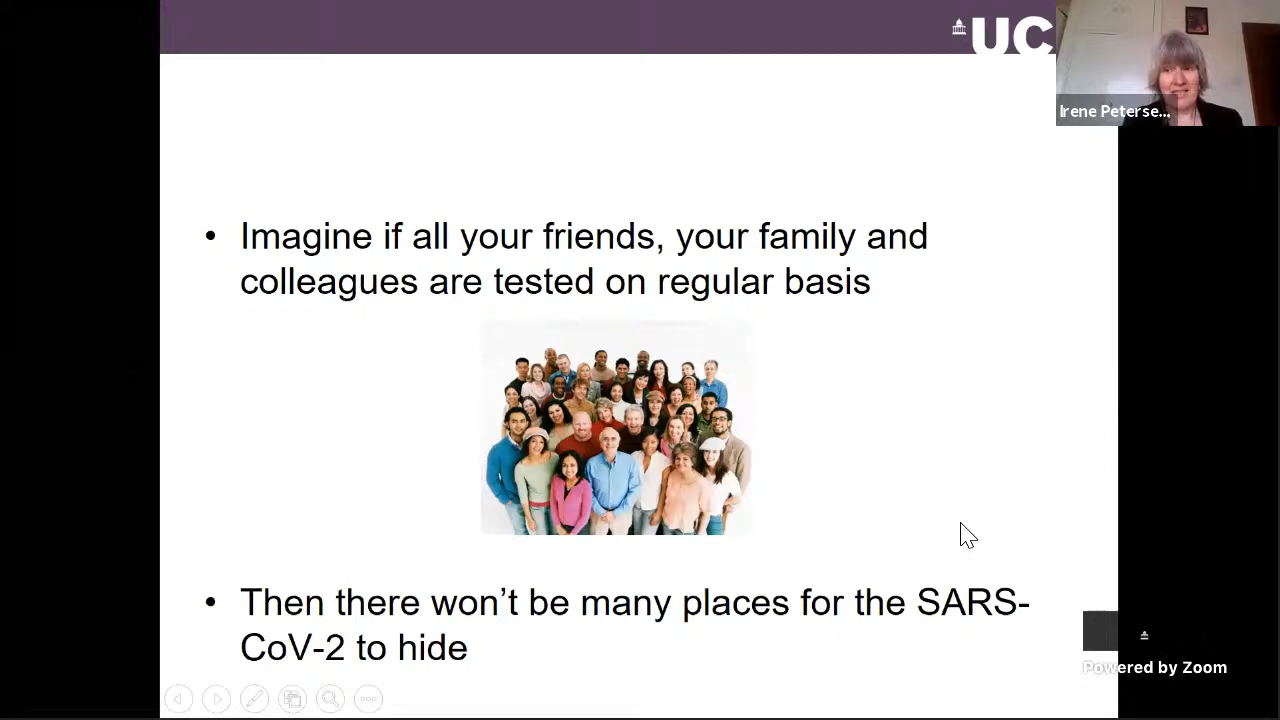 UC
Irene Peterse...
• Imagine if all your friends, your family and
colleagues are tested on regular basis
• Then there won’t be many places for the SARS-
CoV-2 to hide
Powered by Zoom